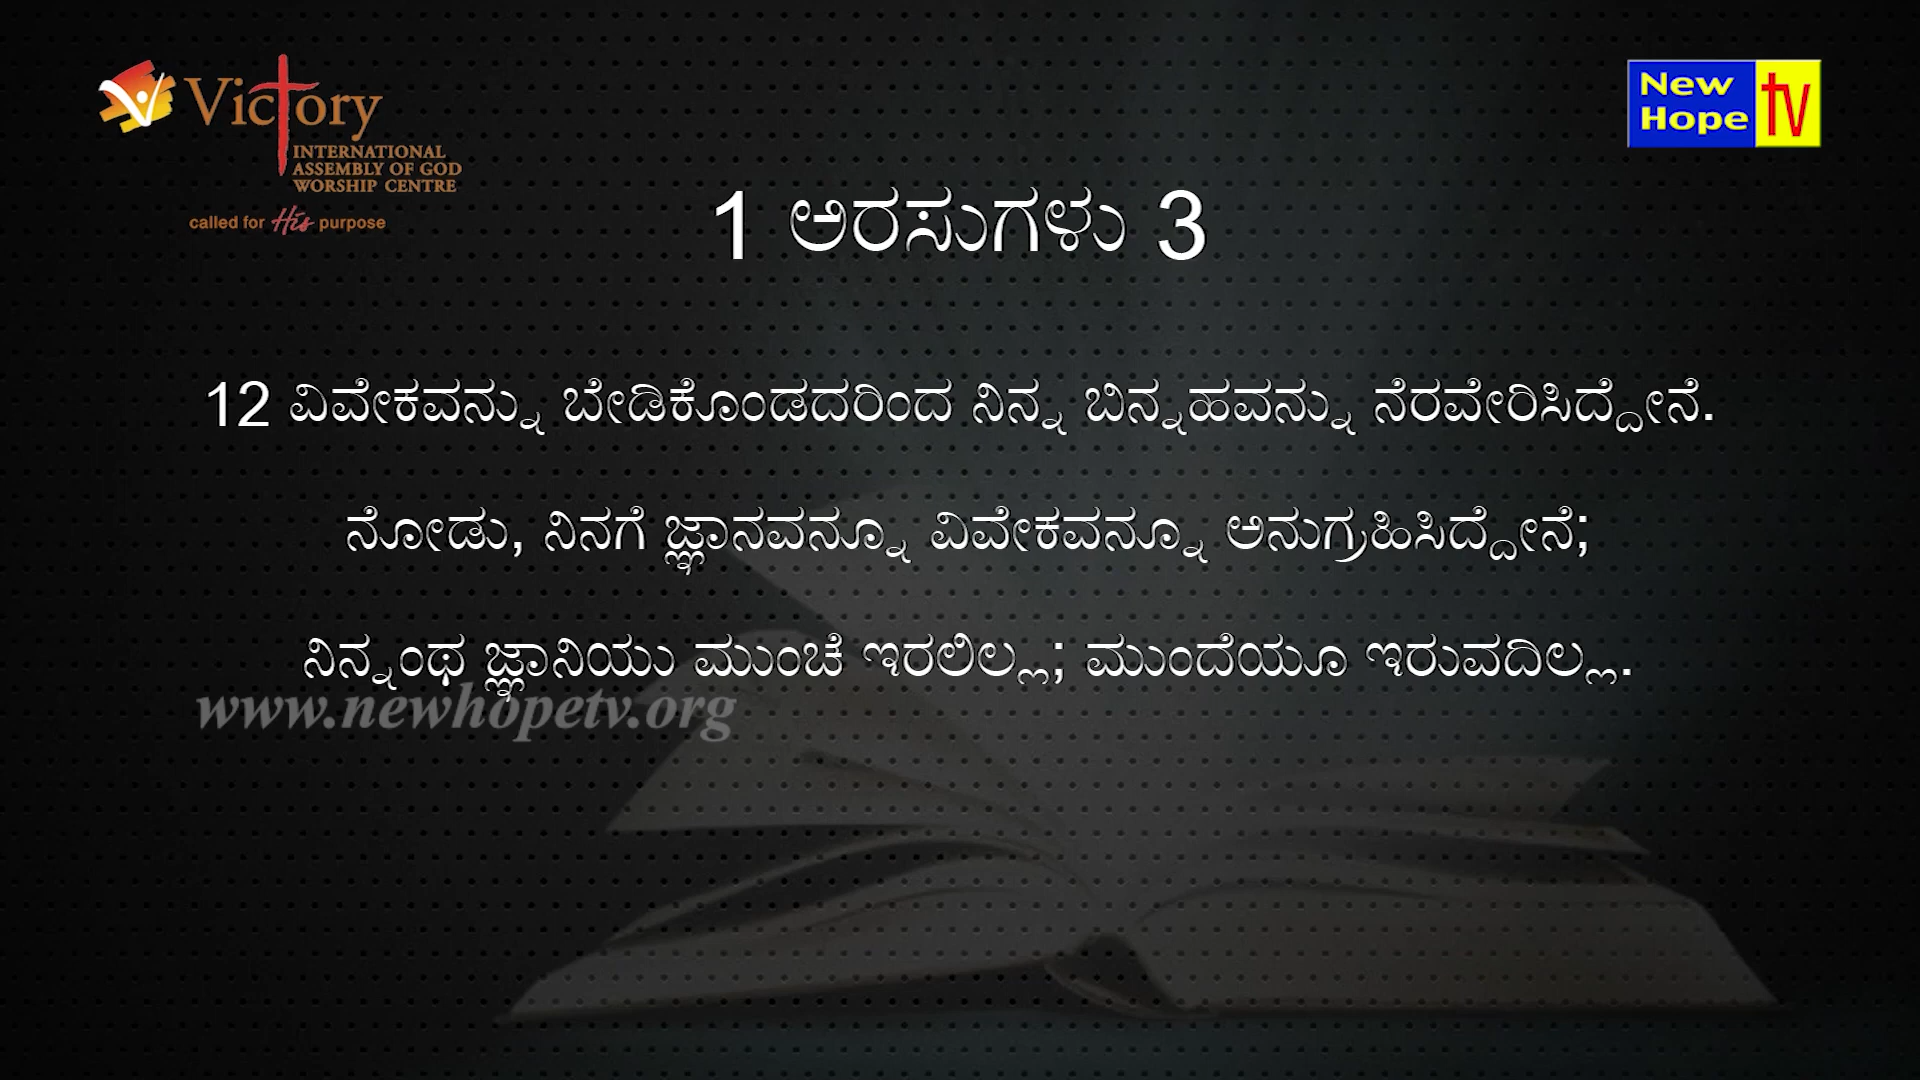 Victory
INTERNATIONAL
ASSEMBLY OF GOD
WORSHIP CENTRE
called for His purpose
New
Hope
tv
1 ಅರಸುಗಳು 3
12 ವಿವೇಕವನ್ನು ಬೇಡಿಕೊಂಡದರಿಂದ ನಿನ್ನ ಬಿನ್ನಹವನ್ನು ನೆರವೇರಿಸಿದ್ದೇನೆ.
ನೋಡು, ನಿನಗೆ ಜ್ಞಾನವನ್ನೂ ವಿವೇಕವನ್ನೂ ಅನುಗ್ರಹಿಸಿದ್ದೇನೆ;
ನಿನ್ನಂಥ ಜ್ಞಾನಿಯು ಮುಂಚೆ ಇರಲಿಲ್ಲ; ಮುಂದೆಯೂ ಇರುವದಿಲ್ಲ.
www.newhopetv.org